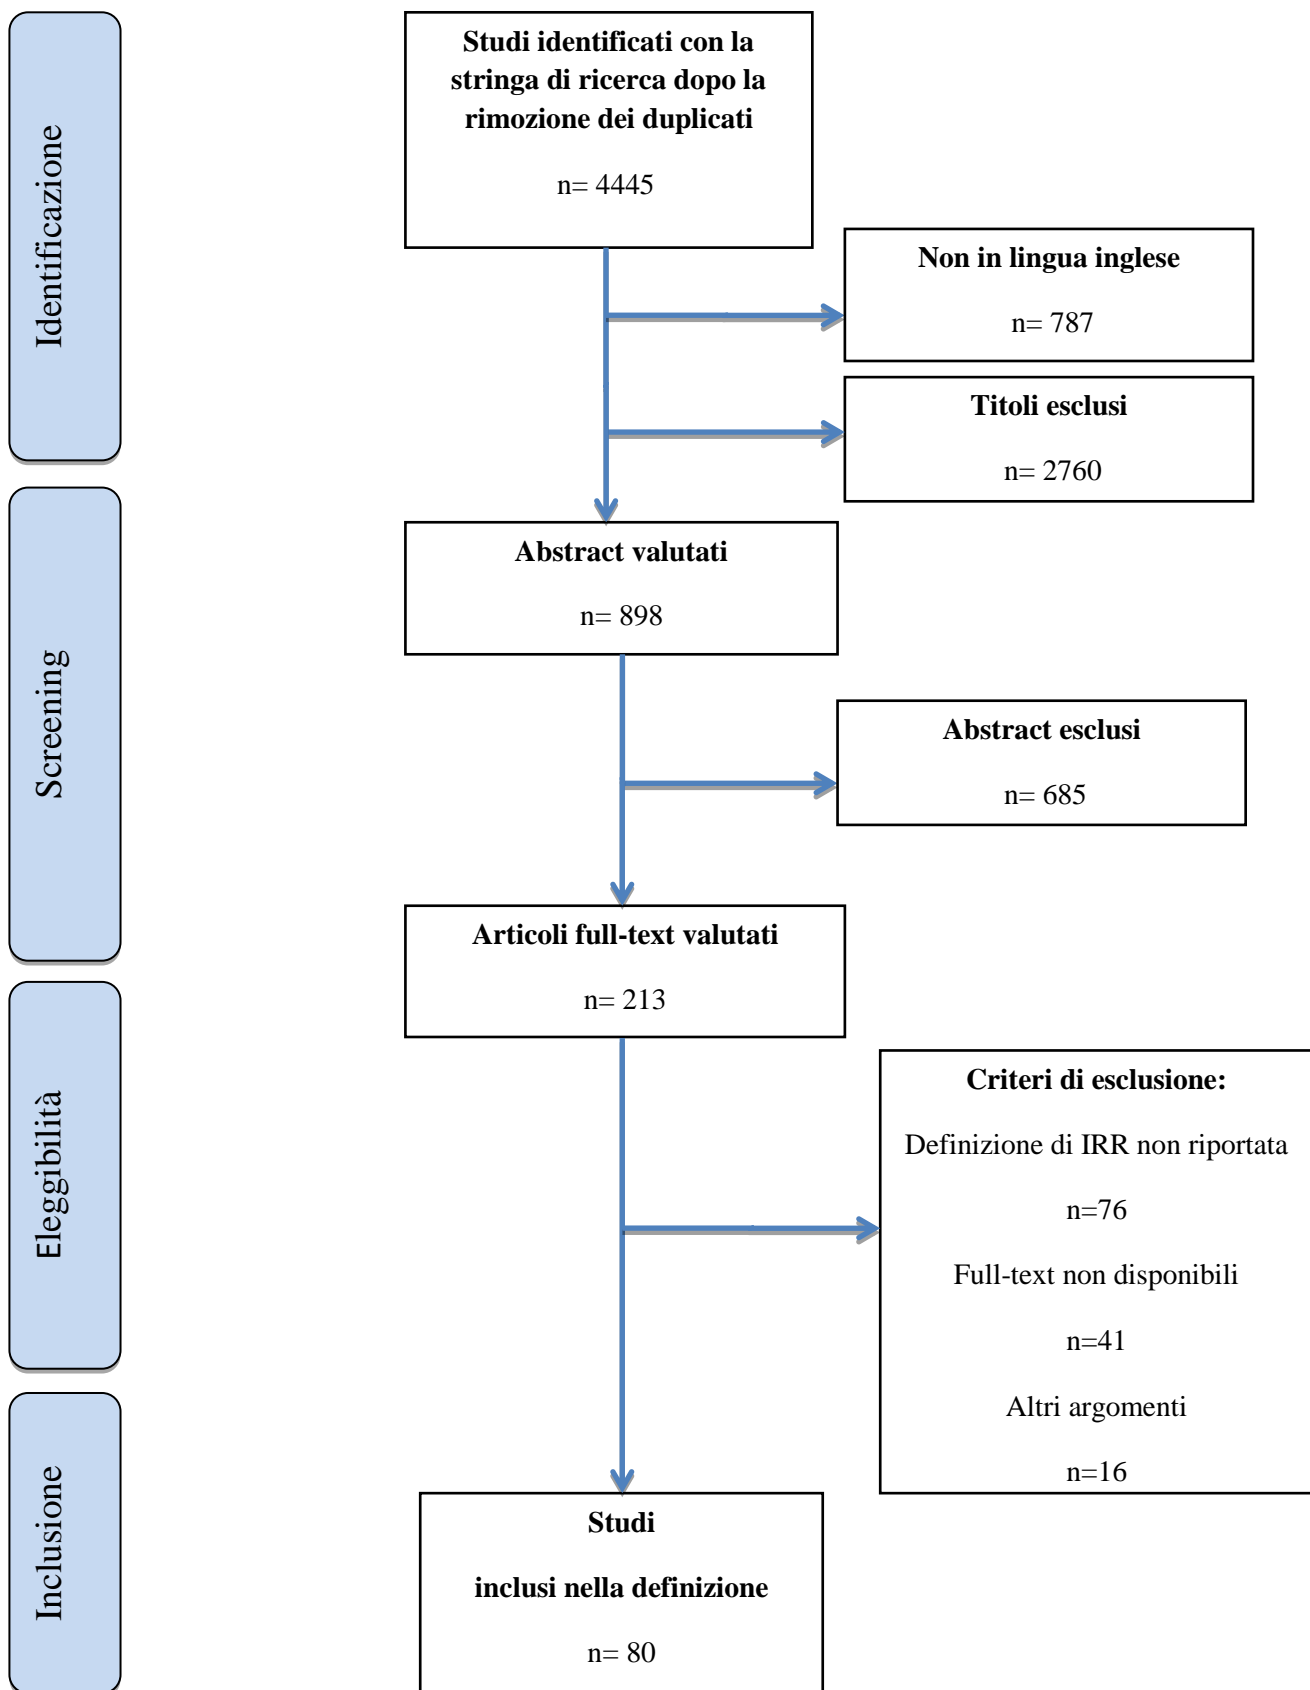 Identificazione
Studi identificati con la
stringa di ricerca dopo la
rimozione dei duplicati
n= 4445
Non in lingua inglese
n= 787
Titoli esclusi
n= 2760
Screening
Abstract valutati
n= 898
Abstract esclusi
n= 685
Articoli full-text valutati
n= 213
Eleggibilità
Criteri di esclusione:
Definizione di IRR non riportata
n=76
Full-text non disponibili
n=41
Altri argomenti
n=16
Inclusione
Studi
inclusi nella definizione
n= 80